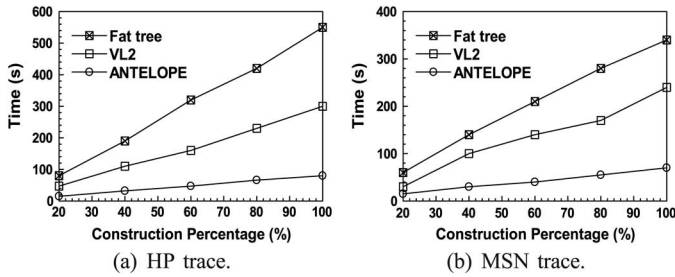 600
500
400
300
200
100
0
Time (s)
Fat tree
VL2
ANTELOPE
20 30 40 50 60 70 80 90 100
Construction Percentage (%)
(a) HP trace.
400
300
200
100
0
Time (s)
Fat tree
VL2
ANTELOPE
20 30 40 50 60 70 80 90 100
Construction Percentage (%)
(b) MSN trace.